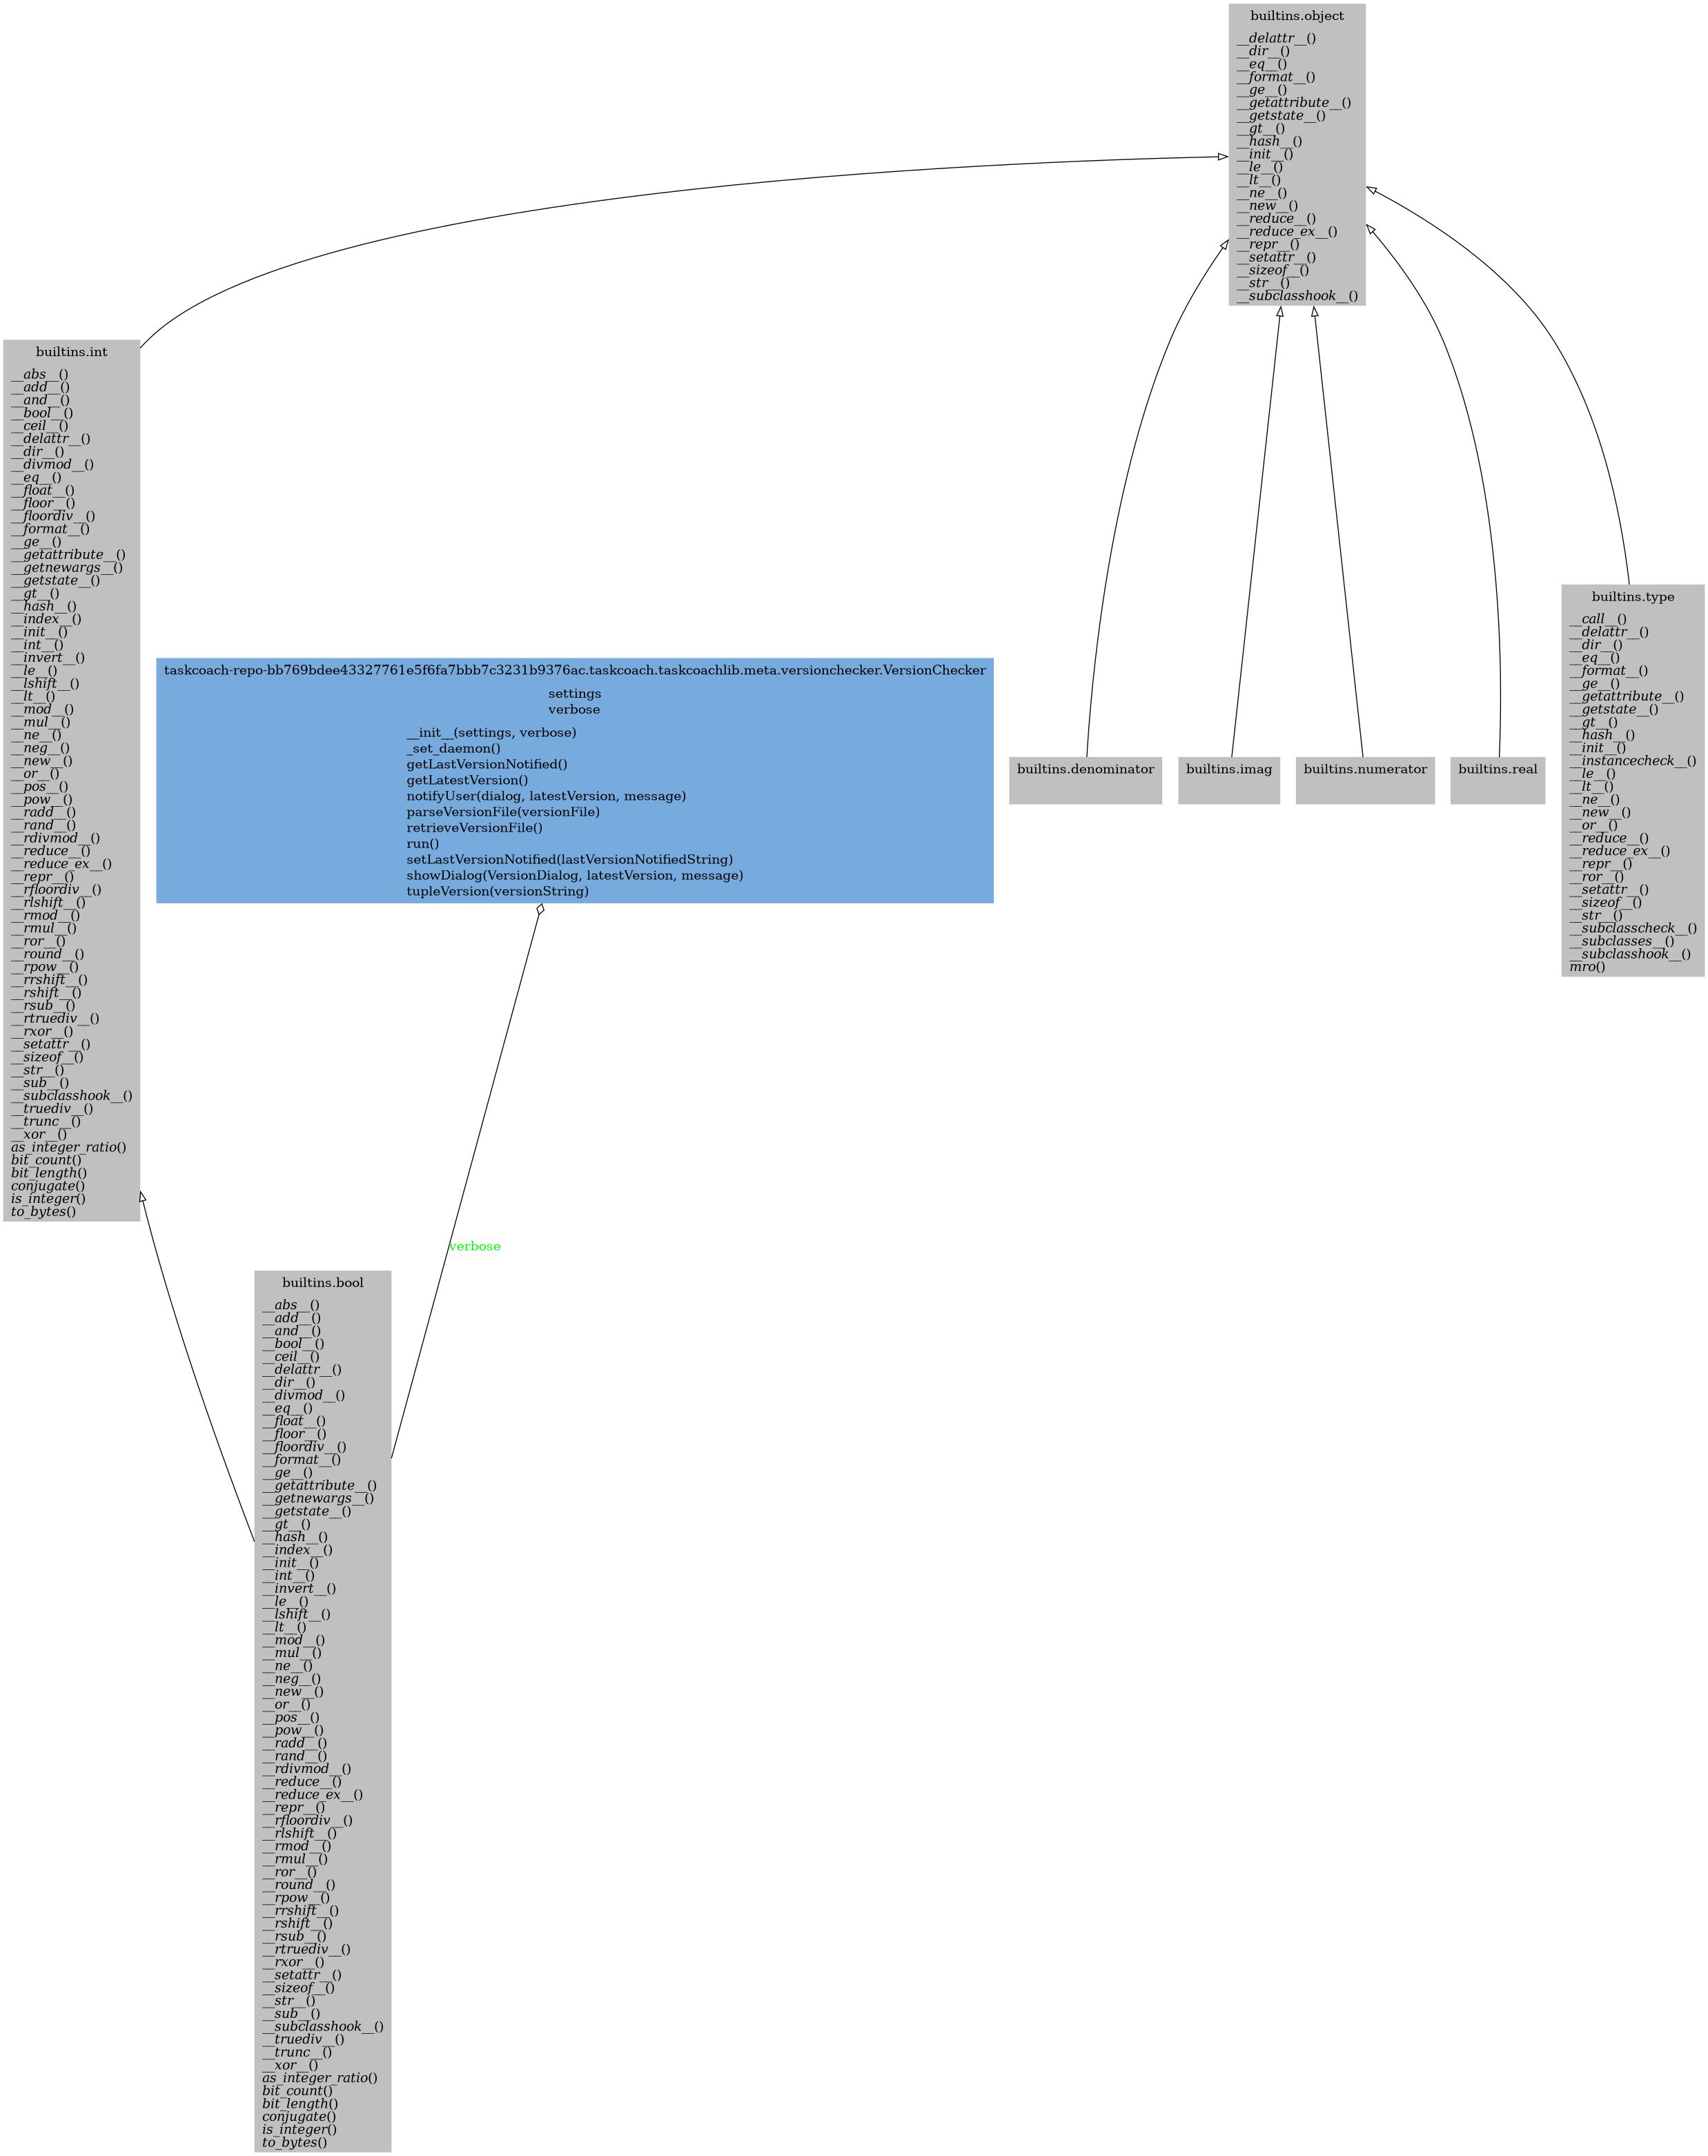 builtins.object
__delattr__()
__dir__()
__eq__()
__format__()
__ge__()
__getattribute__()
__getstate__()
__gt__()
__hash__()
__init__()
__le__()
__lt__()
__ne__()
__new__()
__reduce__()
__reduce_ex__()
__repr__()
__setattr__()
__sizeof__()
__str__()
__subclasshook__()
builtins.int
__abs__()
__add__()
__and__()
__bool__()
__ceil__()
__delattr__()
__dir__()
__divmod__()
__eq__()
__float__()
__floor__()
__floordiv__()
__format__()
__ge__()
__getattribute__()
__getnewargs__()
__getstate__()
__gt__()
__hash__()
__index__()
__init__()
__int__()
__invert__()
__le__()
__lshift__()
__lt__()
__mod__()
__mul__()
__ne__()
__neg__()
__new__()
__or__()
__pos__()
__pow__()
__radd__()
__rand__()
__rdivmod__()
__reduce__()
__reduce_ex__()
__repr__()
__rfloordiv__()
__rlshift__()
__rmod__()
__rmul__()
__ror__()
__round__()
__rpow__()
__rrshift__()
__rshift__()
__rsub__()
__rtruediv__()
__rxor__()
__setattr__()
__sizeof__()
__str__()
__sub__()
__subclasshook__()
__truediv__()
__trunc__()
__xor__()
as_integer_ratio()
bit_count()
bit_length()
conjugate()
is_integer()
to_bytes()
taskcoach-repo-bb769bdee43327761e5f6fa7bbb7c3231b9376ac.taskcoach.taskcoachlib.meta.versionchecker.VersionChecker
settings
verbose
__init__(settings, verbose)
_set_daemon()
getLastVersionNotified()
getLatestVersion()
notifyUser(dialog, latestVersion, message)
parseVersionFile(versionFile)
retrieveVersionFile()
run()
setLastVersionNotified(lastVersionNotifiedString)
showDialog(VersionDialog, latestVersion, message)
tupleVersion(versionString)
builtins.denominator
builtins.imag
builtins.numerator
builtins.real
builtins.type
__call__()
__delattr__()
__dir__()
__eq__()
__format__()
__ge__()
__getattribute__()
__getstate__()
__gt__()
__hash__()
__init__()
__instancecheck__()
__le__()
__lt__()
__ne__()
__new__()
__or__()
__reduce__()
__reduce_ex__()
__repr__()
__ror__()
__setattr__()
__sizeof__()
__str__()
__subclasscheck__()
__subclasses__()
__subclasshook__()
mro()
verbose
builtins.bool
__abs__()
__add__()
__and__()
__bool__()
__ceil__()
__delattr__()
__dir__()
__divmod__()
__eq__()
__float__()
__floor__()
__floordiv__()
__format__()
__ge__()
__getattribute__()
__getnewargs__()
__getstate__()
__gt__()
__hash__()
__index__()
__init__()
__int__()
__invert__()
__le__()
__lshift__()
__lt__()
__mod__()
__mul__()
__ne__()
__neg__()
__new__()
__or__()
__pos__()
__pow__()
__radd__()
__rand__()
__rdivmod__()
__reduce__()
__reduce_ex__()
__repr__()
__rfloordiv__()
__rlshift__()
__rmod__()
__rmul__()
__ror__()
__round__()
__rpow__()
__rrshift__()
__rshift__()
__rsub__()
__rtruediv__()
__rxor__()
__setattr__()
__sizeof__()
__str__()
__sub__()
__subclasshook__()
__truediv__()
__trunc__()
__xor__()
as_integer_ratio()
bit_count()
bit_length()
conjugate()
is_integer()
to_bytes()